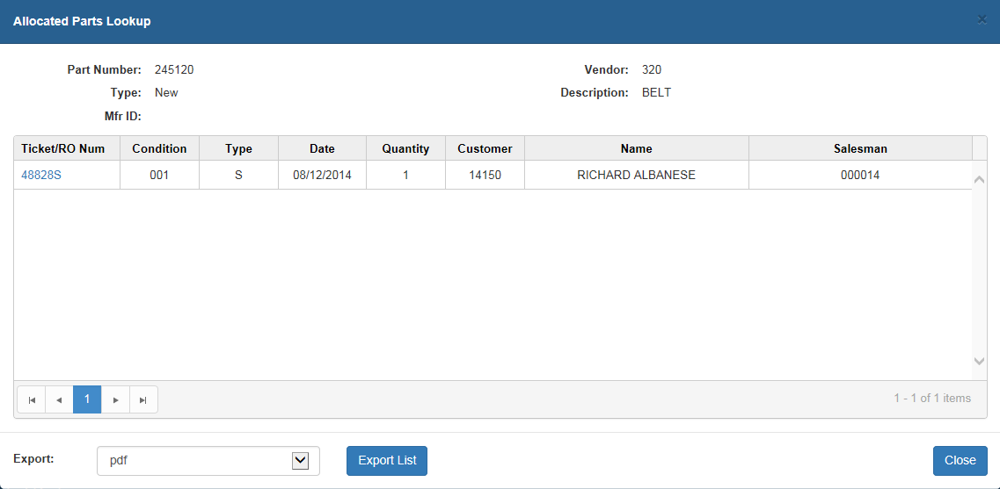 Allocated Parts Lookup
×
Part Number: 245120 Vendor: 320
Type: New Description: BELT
Mfr ID:
Ticket/RO Num Condition Type Date Quantity Customer Name Salesman
48828S 001 S 08/12/2014 1 14150 RICHARD ALBANESE 000014
1 1 - 1 of 1 items
Export: pdf Export List Close